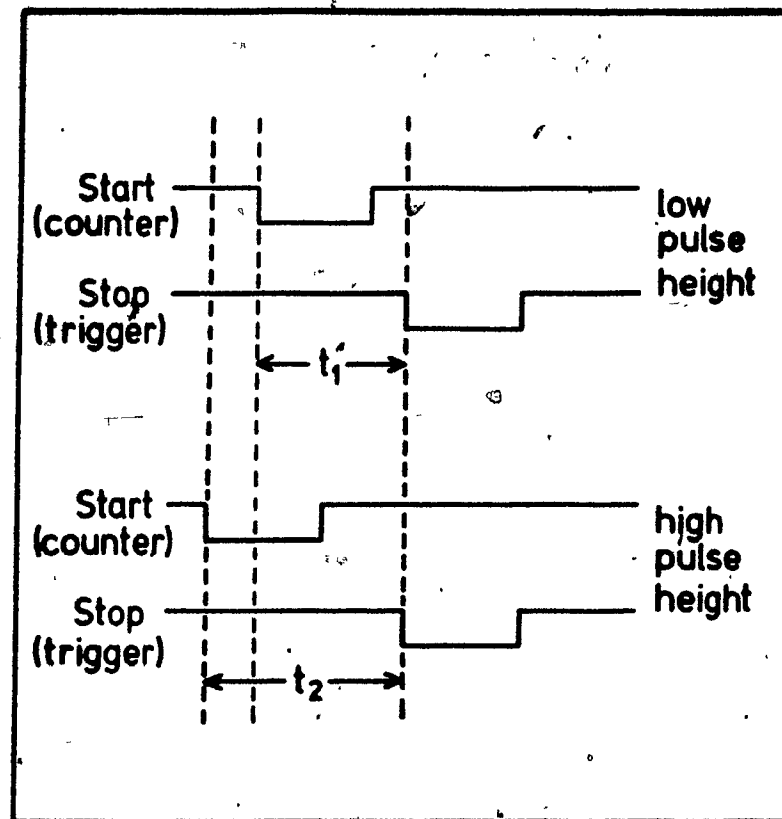 Start
(counter)
low
pulse
height
Stop
(trigger)
t₁
Start
(counter)
high
pulse
height
Stop
(trigger)
t₂